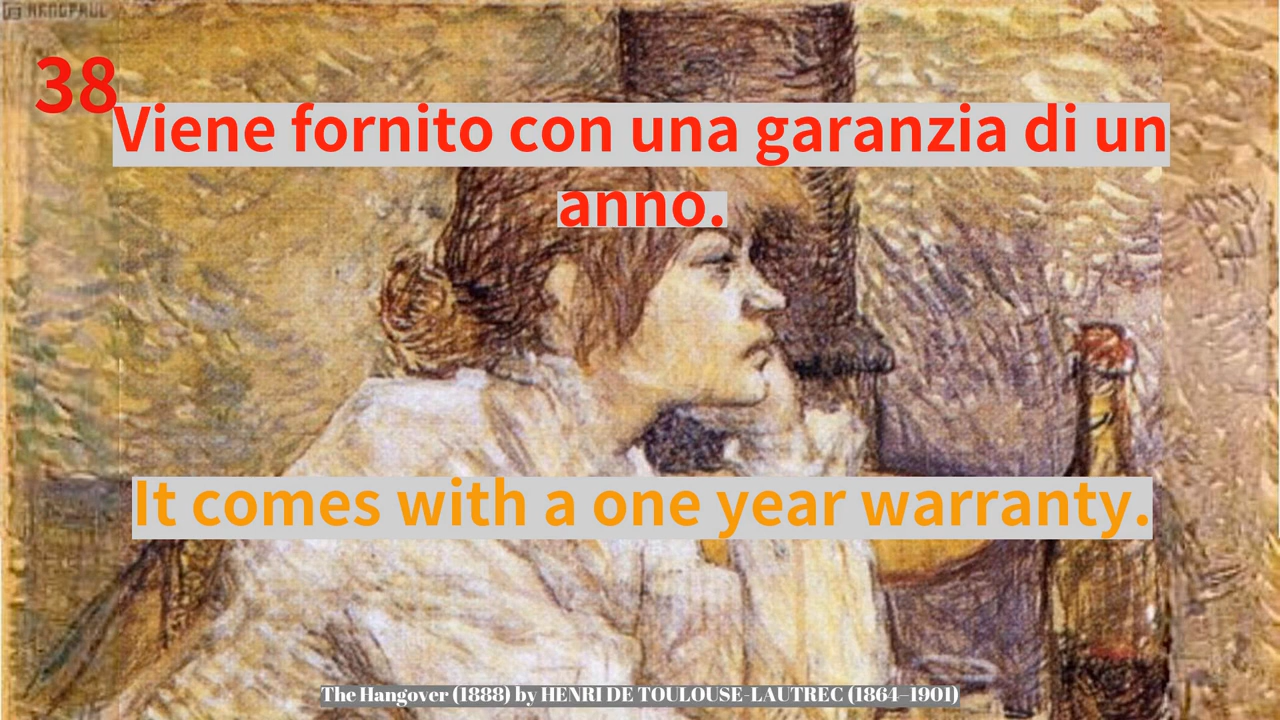 38
Viene fornito con una garanzia di un
anno.
It comes with a one year warranty.
The Hangover (1888) by HENRI DE TOULOUSE-LAUTREC (1864–1901)